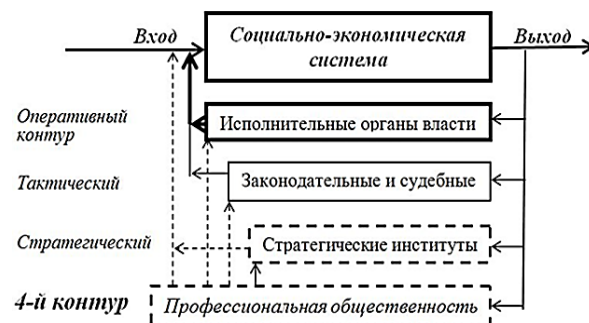 Вход
Социально-экономическая
система
Выход
Оперативный
контур
Исполнительные органы власти
Тактический
Законодательные и судебные
Стратегический
Стратегические институты
4-й контур
Профессиональная общественность